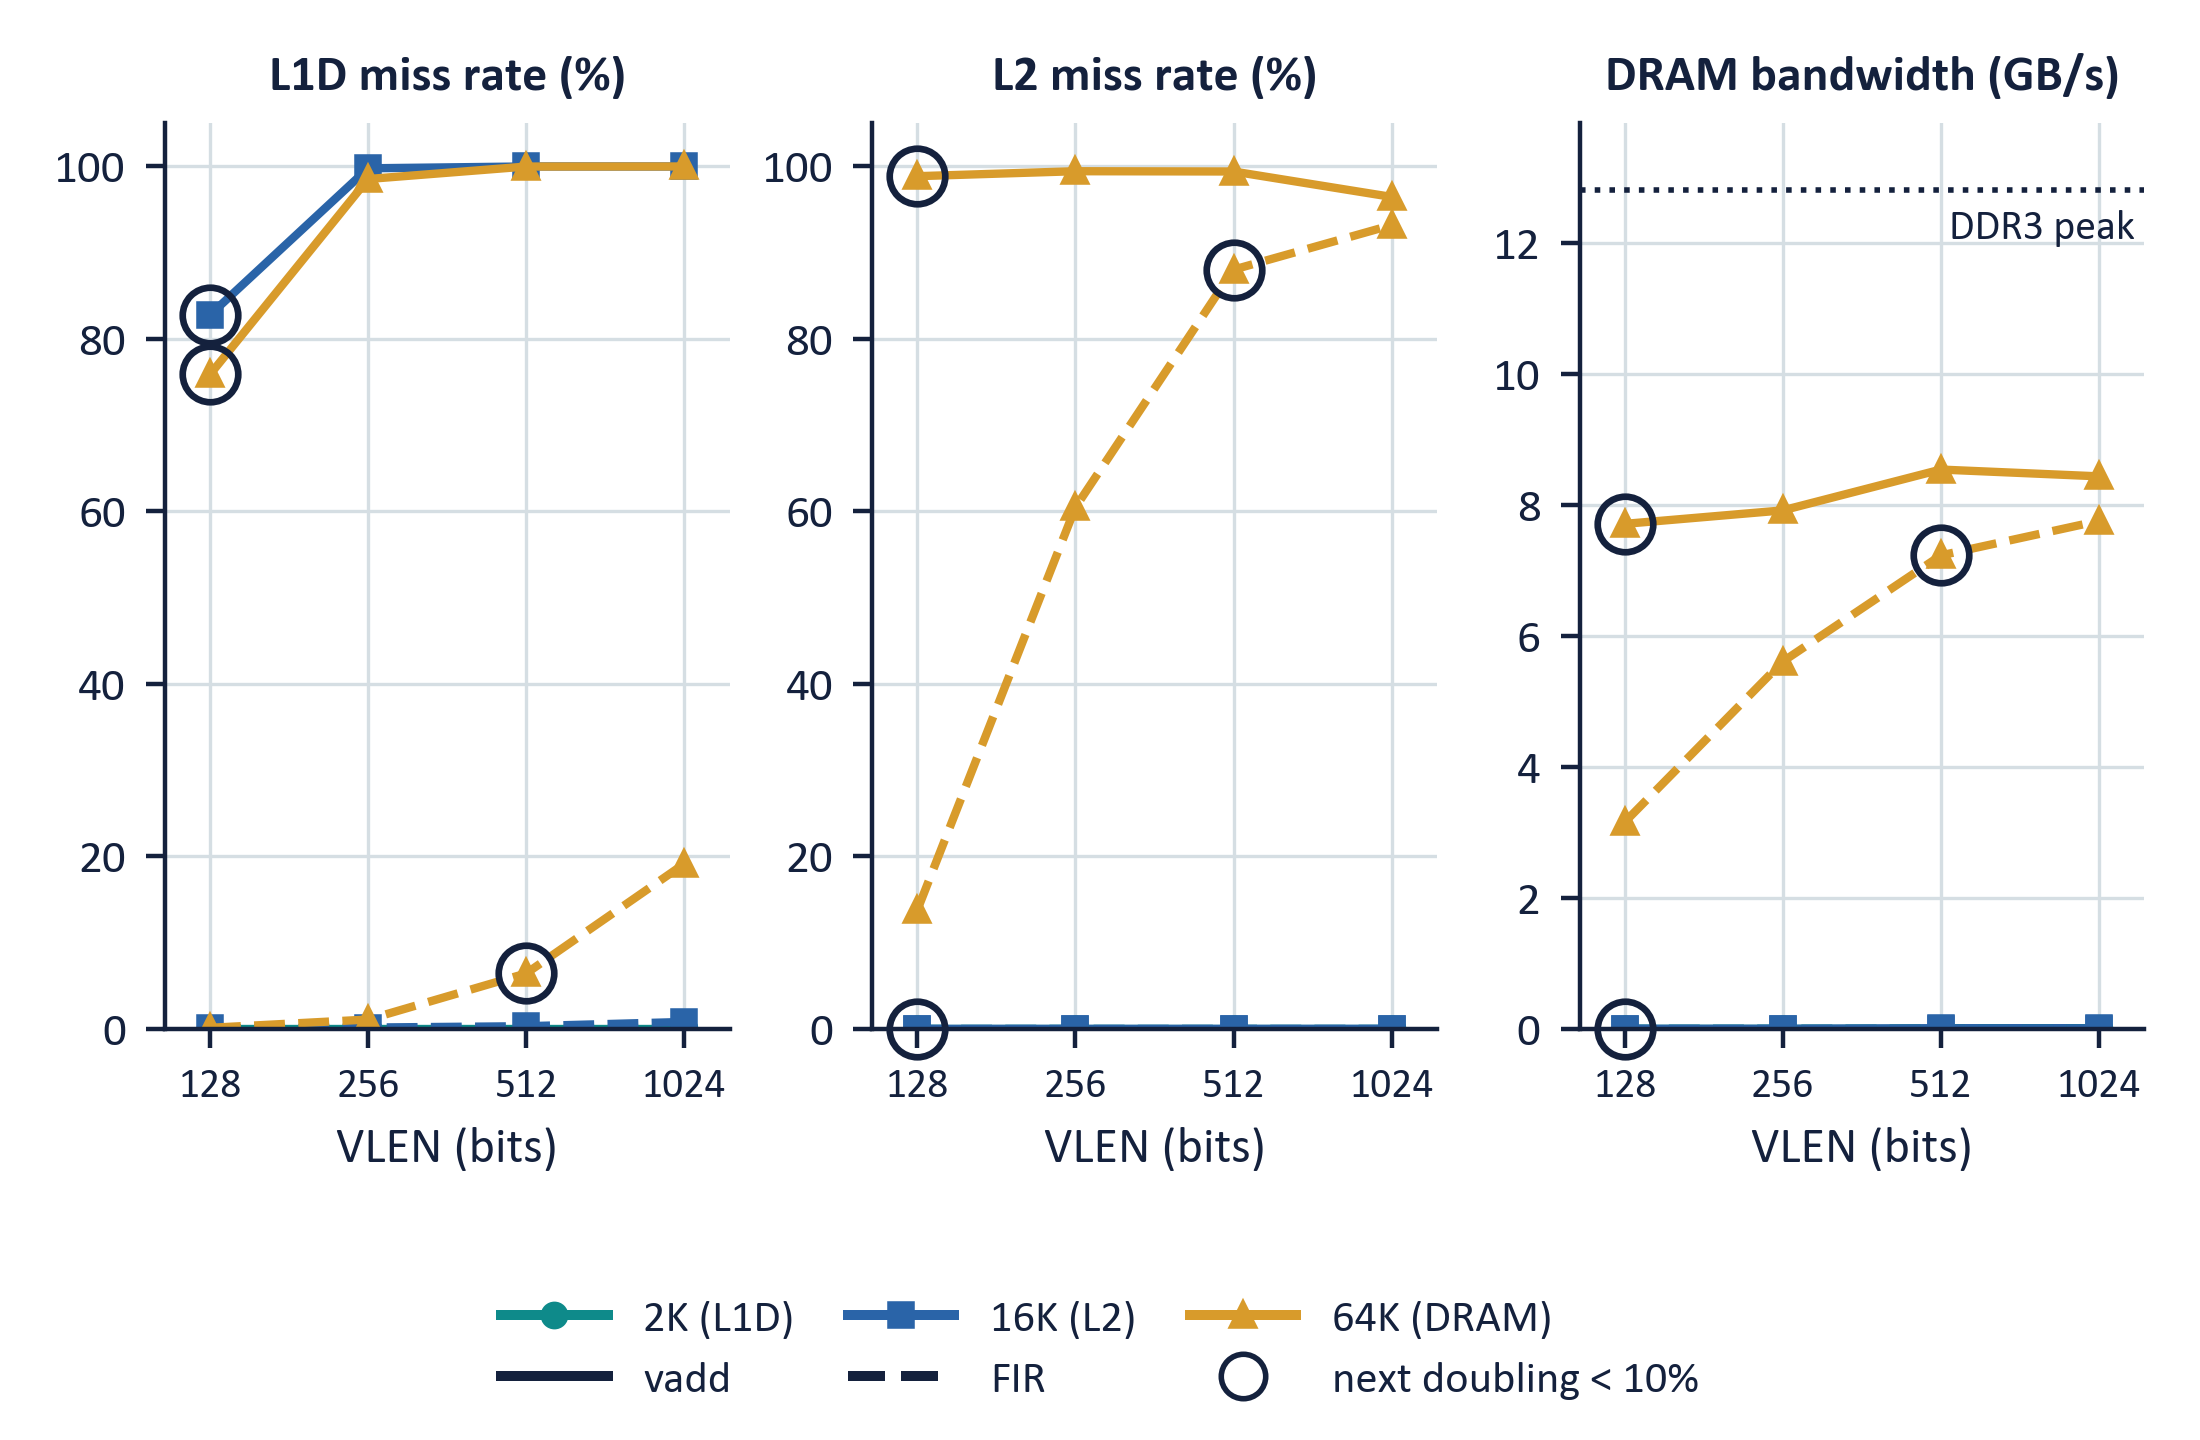 L1D miss rate (%)
L2 miss rate (%)
DRAM bandwidth (GB/s)
100
80
60
40
20
0
128 256 512 1024
VLEN (bits)
100
80
60
40
20
0
128 256 512 1024
VLEN (bits)
DDR3 peak
12
10
8
6
4
2
0
128 256 512 1024
VLEN (bits)
2K (L1D) 16K (L2) 64K (DRAM)
vadd FIR next doubling < 10%